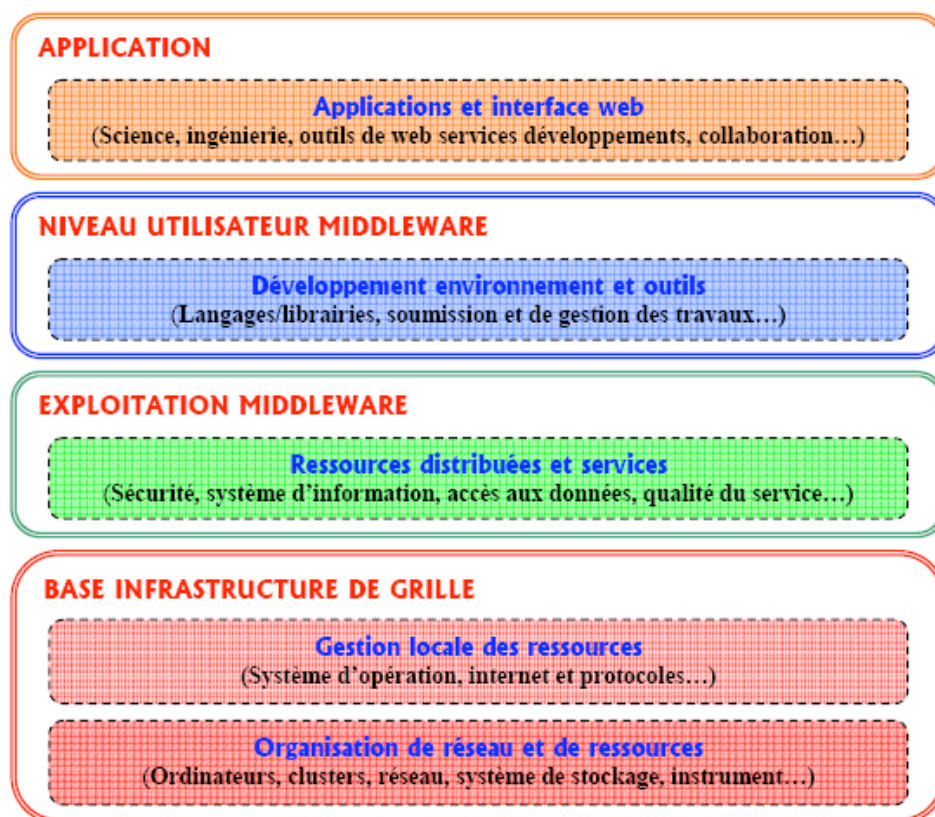 APPLICATION
Applications et interface web
(Science, ingénierie, outils de web services développements, collaboration…)
NIVEAU UTILISATEUR MIDDLEWARE
Développement environnement et outils
(Langages/librairies, soumission et de gestion des travaux…)
EXPLOITATION MIDDLEWARE
Ressources distribuées et services
(Sécurité, système d'information, accès aux données, qualité du service…)
BASE INFRASTRUCTURE DE GRILLE
Gestion locale des ressources
(Système d'opération, internet et protocoles…)
Organisation de réseau et de ressources
(Ordinateurs, clusters, réseau, système de stockage, instrument…)